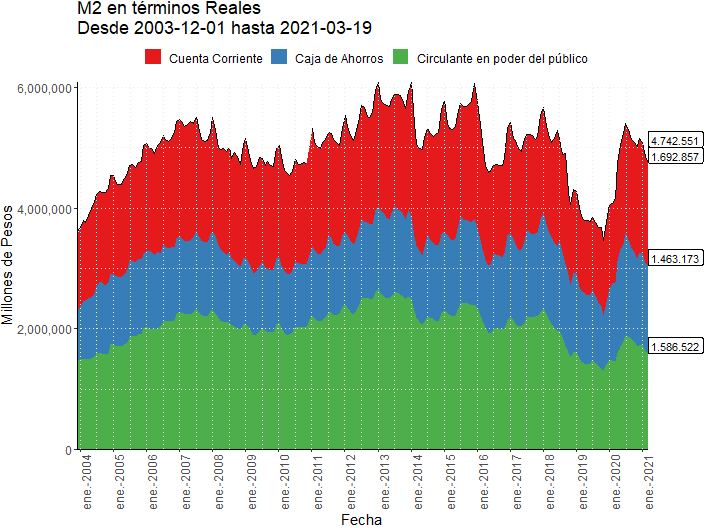 M2 en términos Reales
Desde 2003-12-01 hasta 2021-03-19
Cuenta Corriente Caja de Ahorros Circulante en poder del público
Millones de Pesos
6,000,000
4,000,000
2,000,000
0
4.742.551
1.692.857
1.463.173
1.586.522
ene.-2004
ene.-2005
ene.-2006
ene.-2007
ene.-2008
ene.-2009
ene.-2010
ene.-2011
ene.-2012
ene.-2013
ene.-2014
ene.-2015
ene.-2016
ene.-2017
ene.-2018
ene.-2019
ene.-2020
ene.-2021
Fecha